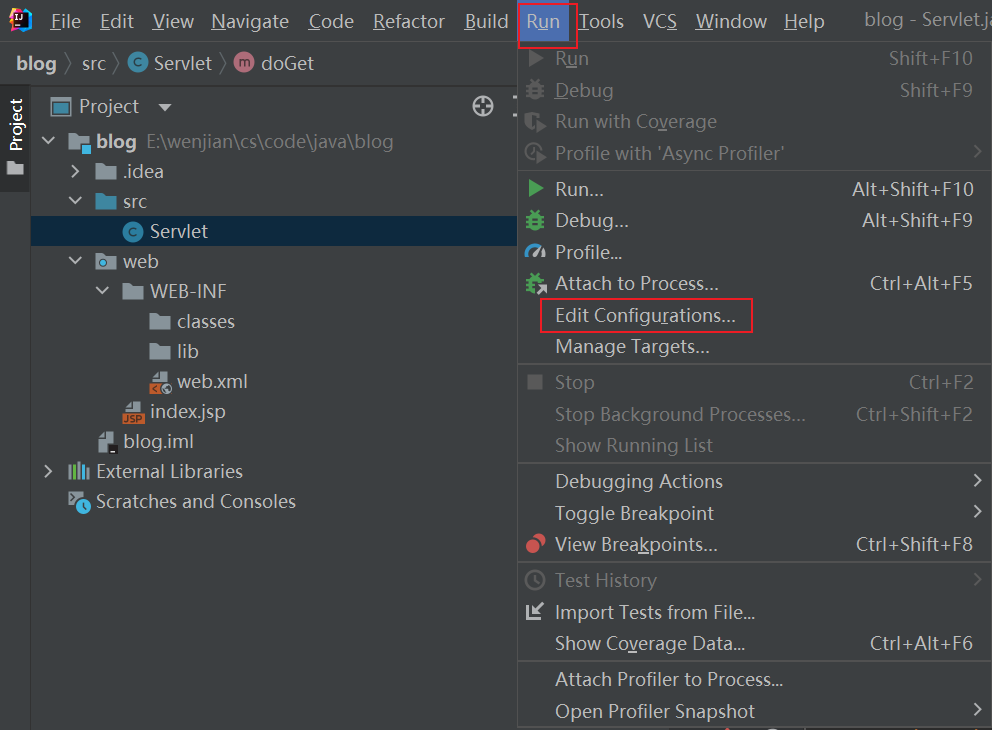 File Edit View Navigate Code Refactor Build Run Tools VCS Window Help blog - Servlet.ja
blog src Servlet doGet
Project
Project
blog E:\wenjian\cs\code\java\blog
.idea
src
Servlet
web
WEB-INF
classes
lib
web.xml
index.jsp
blog.iml
External Libraries
Scratches and Consoles
Run Shift+F10
Debug Shift+F9
Run with Coverage
Profile with 'Async Profiler'
Run... Alt+Shift+F10
Debug... Alt+Shift+F9
Profile...
Attach to Process... Ctrl+Alt+F5
Edit Configurations...
Manage Targets...
Stop Ctrl+F2
Stop Background Processes... Ctrl+Shift+F2
Show Running List
Debugging Actions
Toggle Breakpoint
View Breakpoints... Ctrl+Shift+F8
Test History
Import Tests from File...
Show Coverage Data... Ctrl+Alt+F6
Attach Profiler to Process...
Open Profiler Snapshot